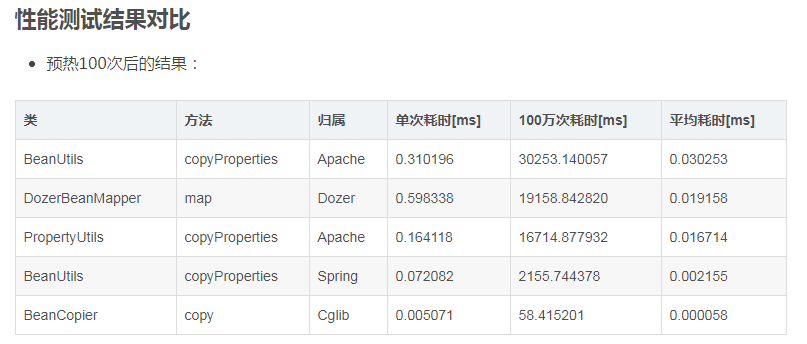 性能测试结果对比
预热100次后的结果：
类 方法 归属 单次耗时[ms] 100万次耗时[ms] 平均耗时[ms]
BeanUtils copyProperties Apache 0.310196 30253.140057 0.030253
DozerBeanMapper map Dozer 0.598338 19158.842820 0.019158
PropertyUtils copyProperties Apache 0.164118 16714.877932 0.016714
BeanUtils copyProperties Spring 0.072082 2155.744378 0.002155
BeanCopier copy Cglib 0.005071 58.415201 0.000058